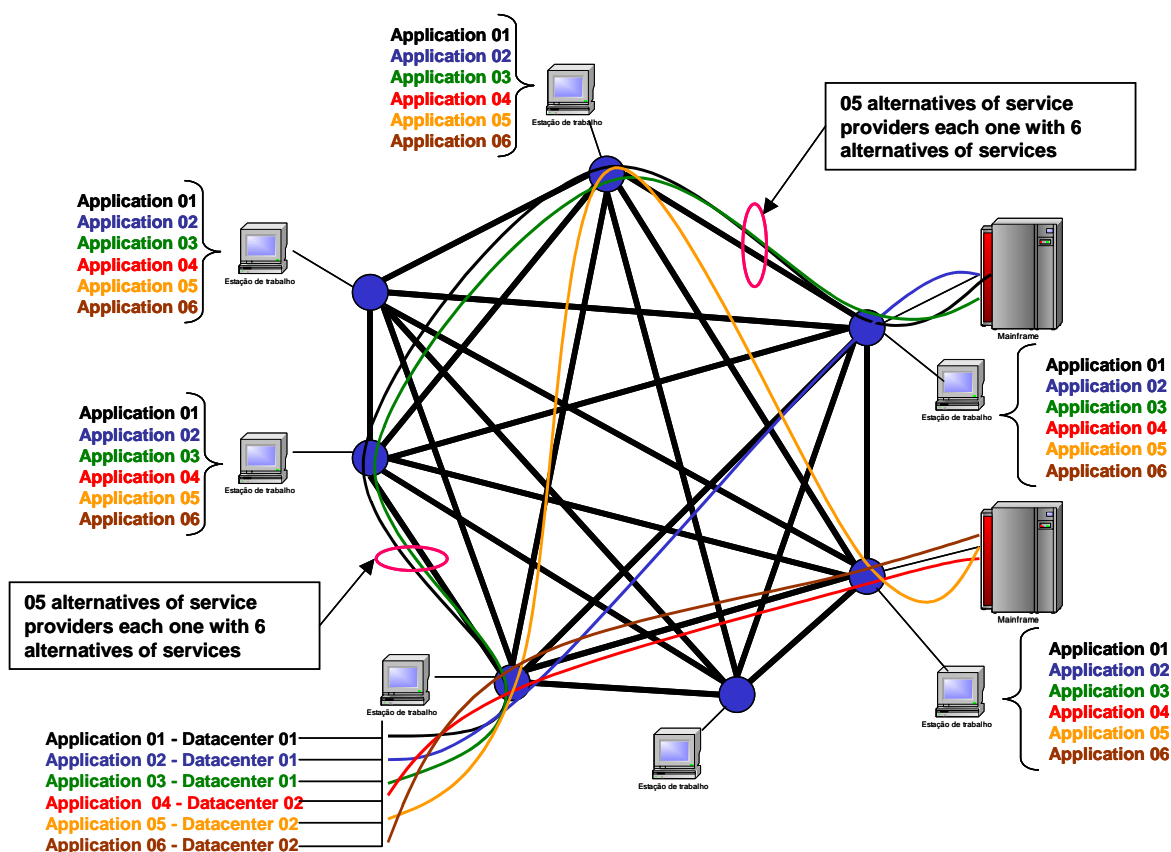 Application 01
Application 02
Application 03
Application 04
Application 05
Application 06
Estação de trabalho
05 alternatives of service
providers each one with 6
alternatives of services
Application 01
Application 02
Application 03
Application 04
Application 05
Application 06
Estação de trabalho
Mainframe
Application 01
Application 02
Application 03
Application 04
Application 05
Application 06
Estação de trabalho
Application 01
Application 02
Application 03
Application 04
Application 05
Application 06
Estação de trabalho
05 alternatives of service
providers each one with 6
alternatives of services
Mainframe
Application 01
Application 02
Application 03
Application 04
Application 05
Application 06
Estação de trabalho
Estação de trabalho
Estação de trabalho
Application 01 - Datacenter 01
Application 02 - Datacenter 01
Application 03 - Datacenter 01
Application 04 - Datacenter 02
Application 05 - Datacenter 02
Application 06 - Datacenter 02